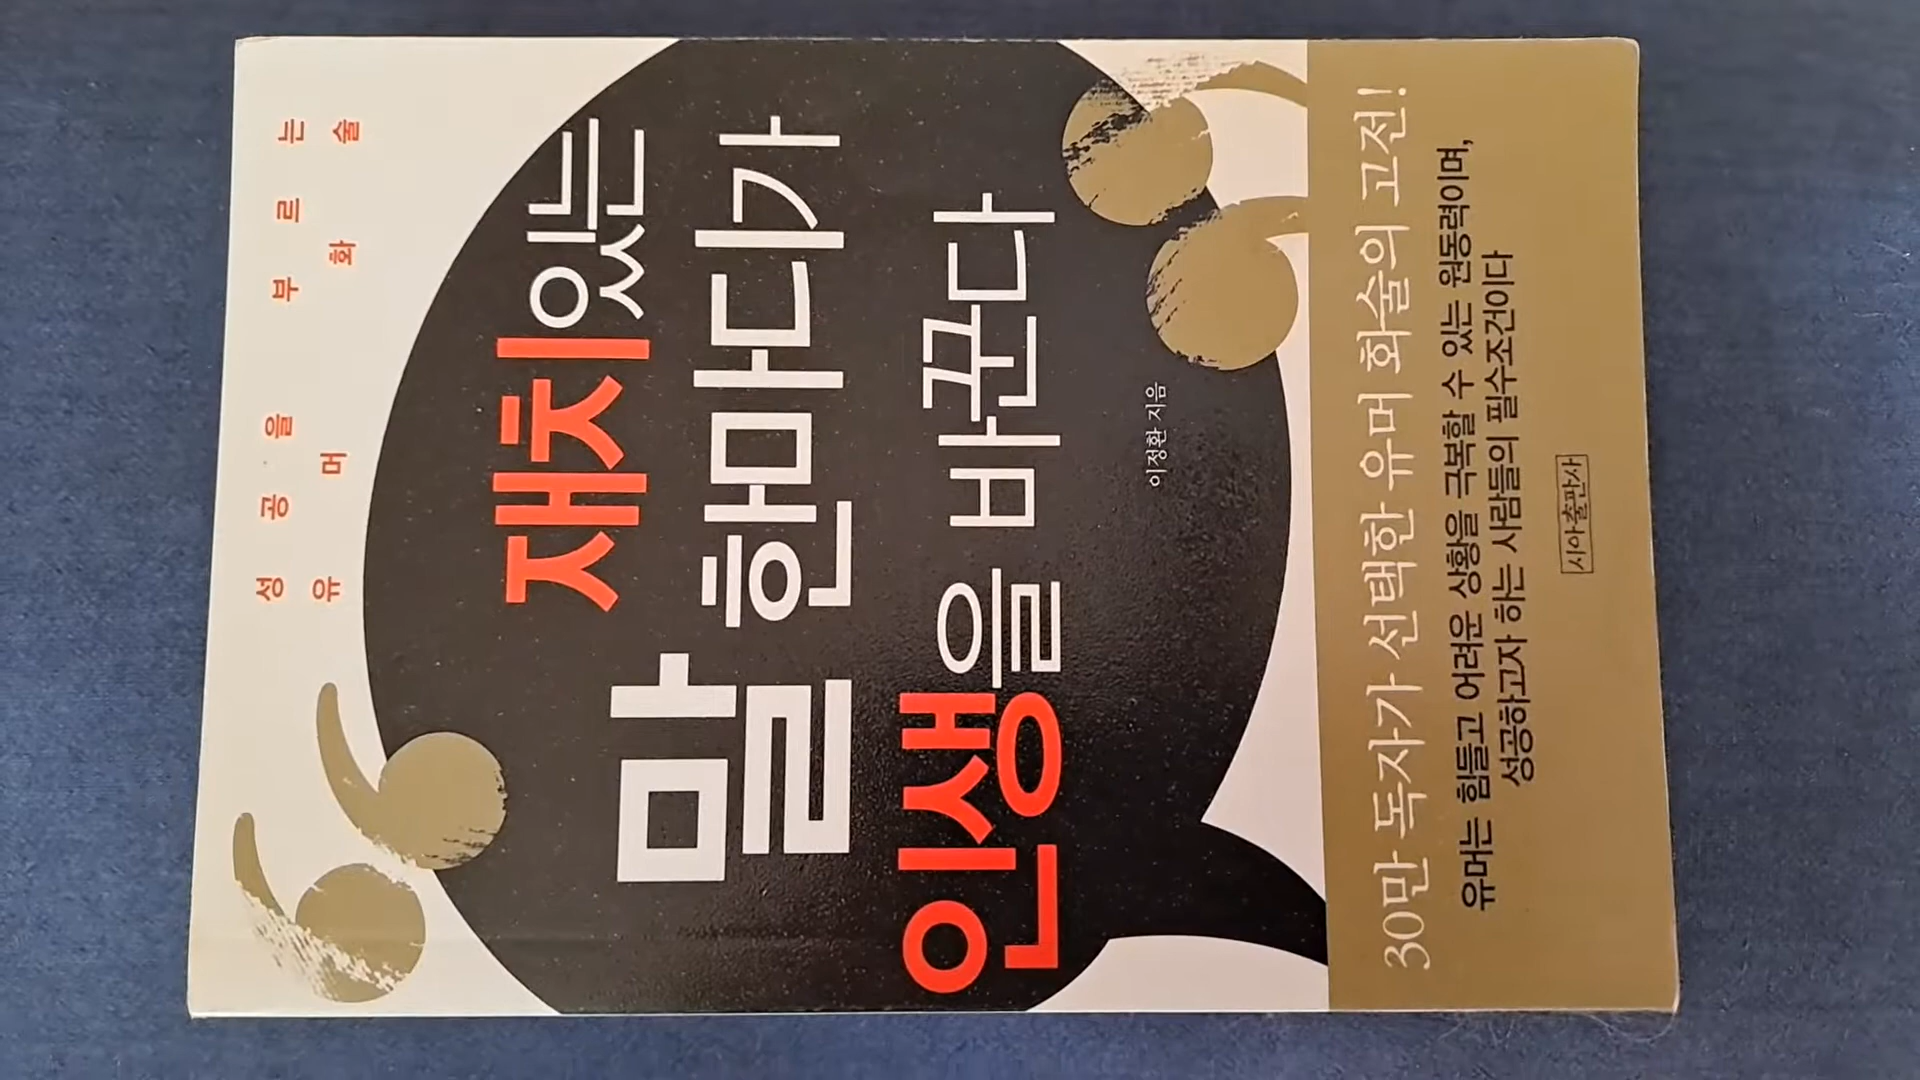 성공을 부르는
유머 화술
재치있는
말 한마디가
인생을 바꾼다
이정환 지음
30만 독자가 선택한 유머 화술의 고전!
유머는 힘들고 어려운 상황을 극복할 수 있는 원동력이며,
성공하고자 하는 사람들의 필수조건이다
시아출판사